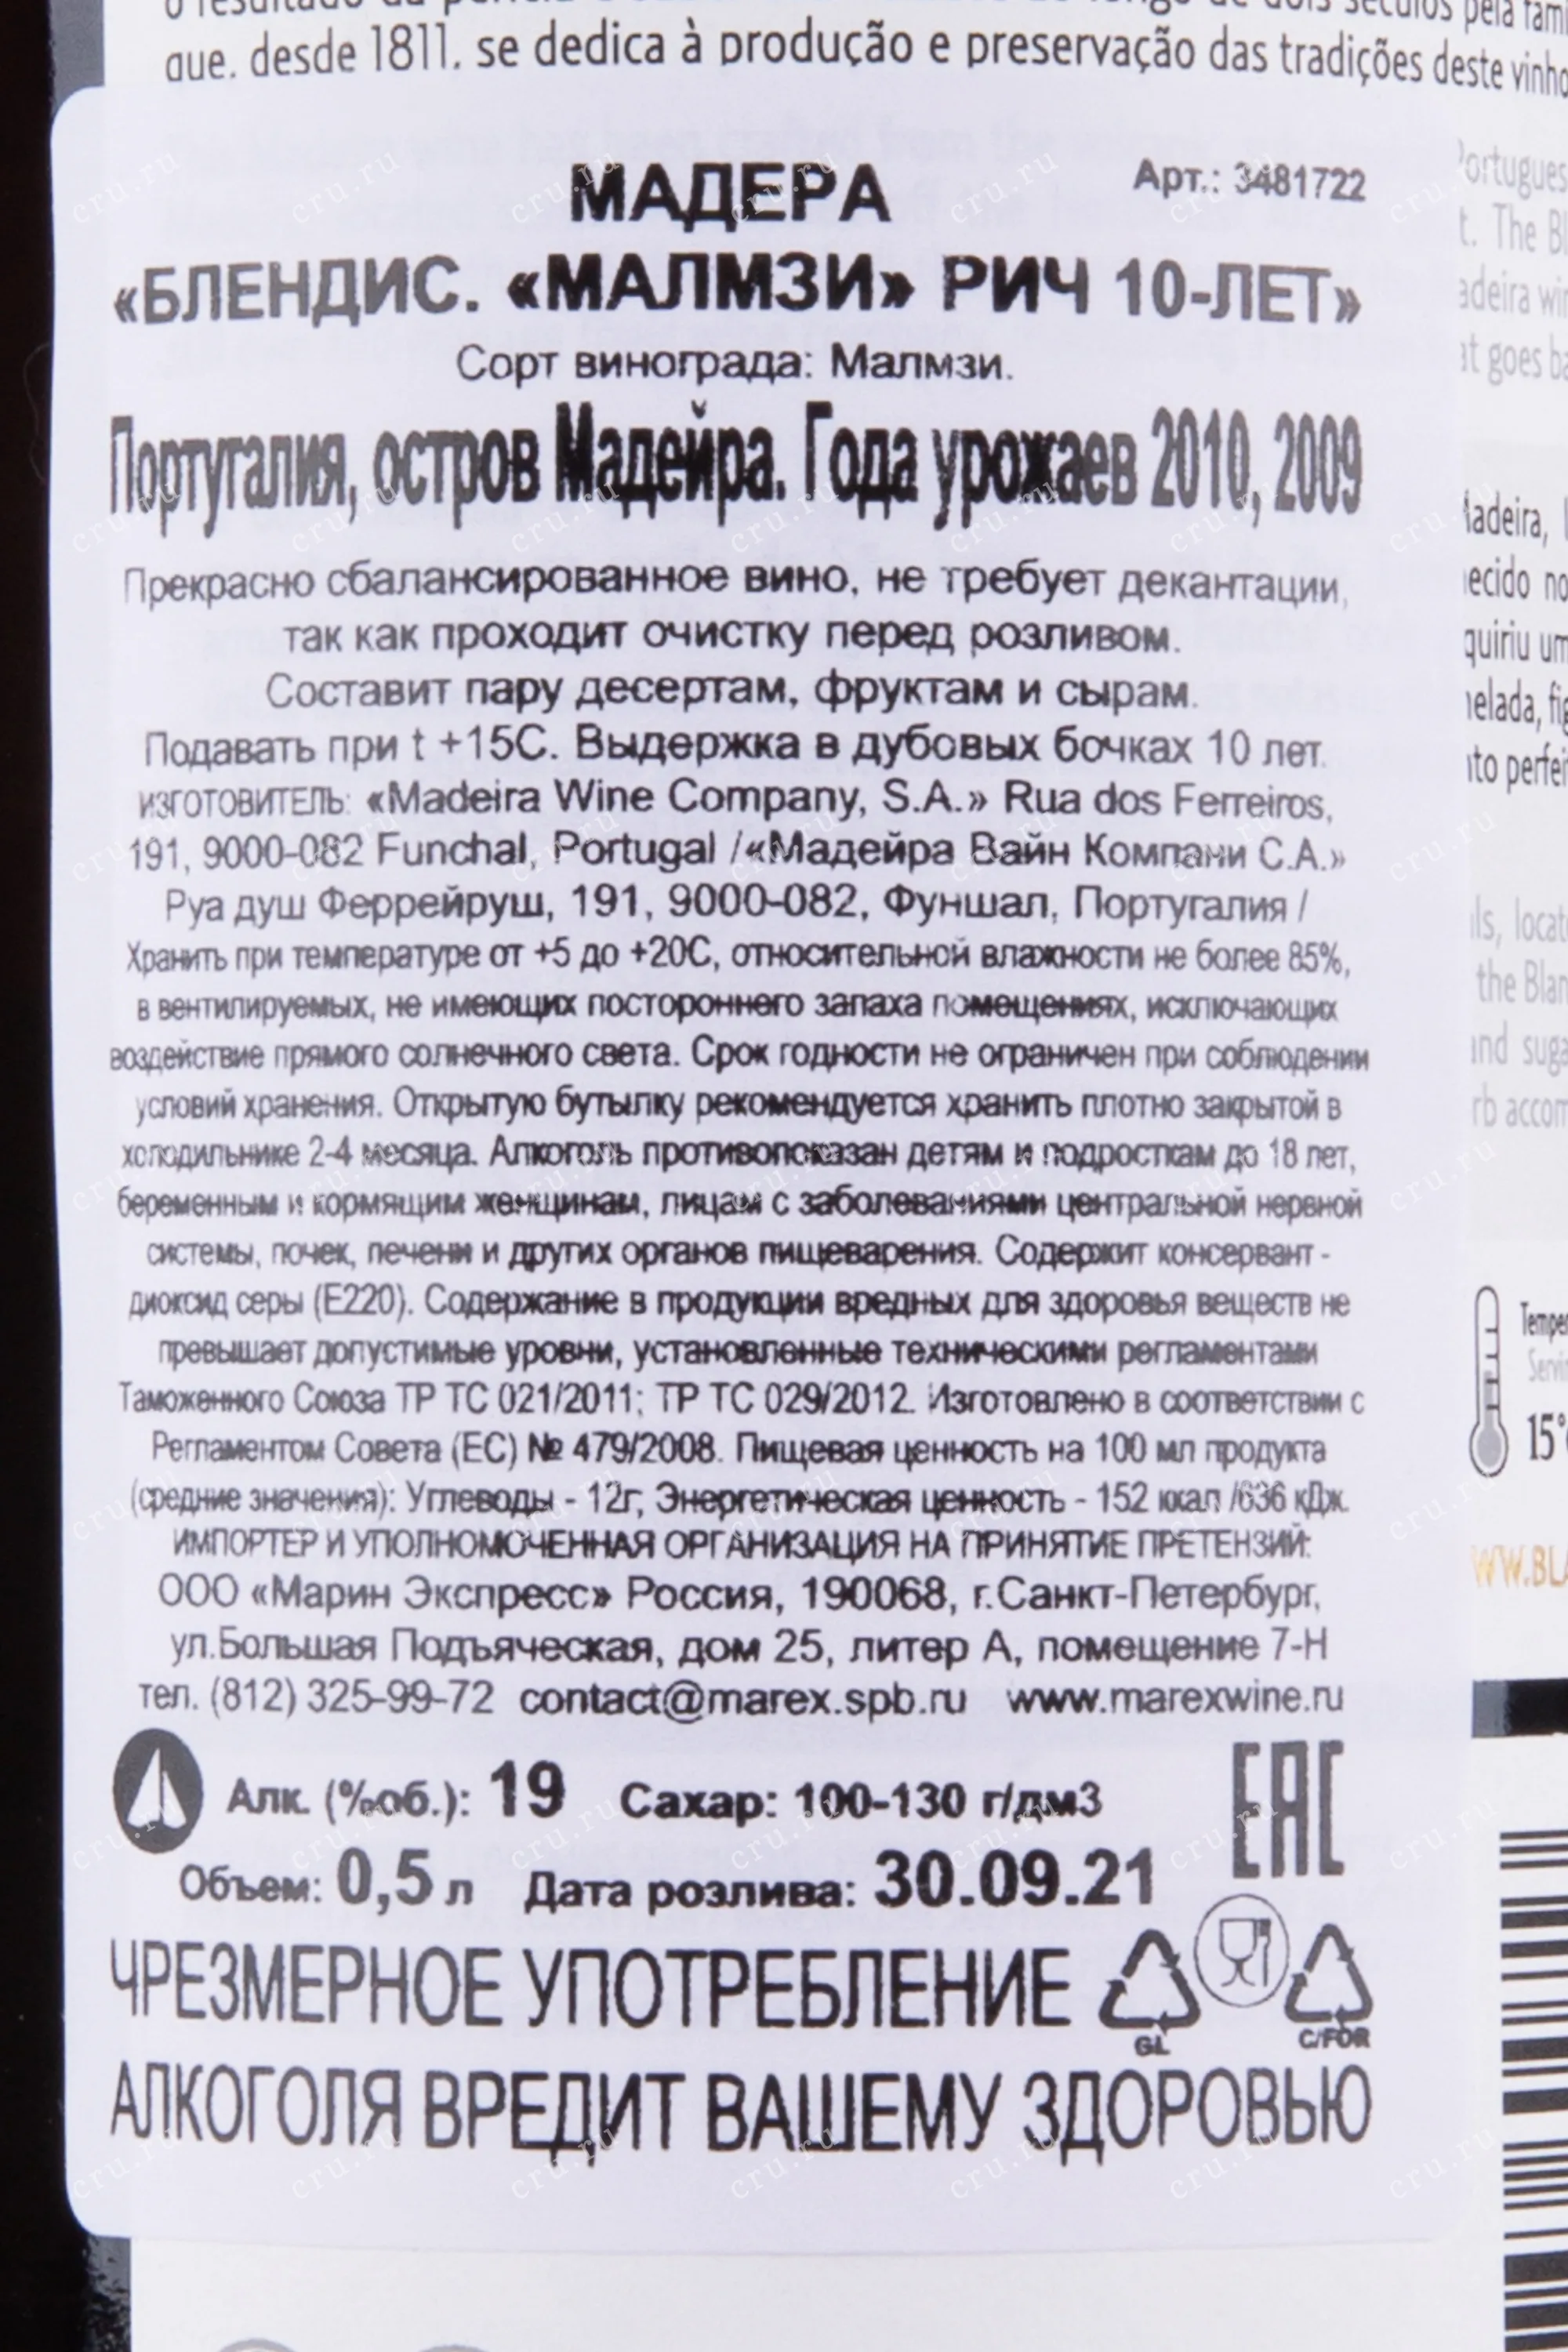 que, desde 1811, se dedica à produção e preservação das tradições deste vinho
МАДЕРА
Арт.: 3481722
«БЛЕНДИС. «МАЛМЗИ» РИЧ 10-ЛЕТ»
Сорт винограда: Малмзи.
Португалия, остров Мадейра. Года урожаев 2010, 2009
Прекрасно сбалансированное вино, не требует декантации,
так как проходит очистку перед розливом.
Составит пару десертам, фруктам и сырам.
Подавать при t +15С. Выдержка в дубовых бочках 10 лет.
ИЗГОТОВИТЕЛЬ: «Madeira Wine Company, S.A.» Rua dos Ferreiros,
191, 9000-082 Funchal, Portugal /«Мадейра Вайн Компани С.А.»
Руа душ Феррейруш, 191, 9000-082, Фуншал, Португалия /
Хранить при температуре от +5 до +20С, относительной влажности не более 85%,
в вентилируемых, не имеющих постороннего запаха помещениях, исключающих
воздействие прямого солнечного света. Срок годности не ограничен при соблюдении
условий хранения. Открытую бутылку рекомендуется хранить плотно закрытой в
холодильнике 2-4 месяца. Алкоголь противопоказан детям и подросткам до 18 лет,
беременным и кормящим женщинам, лицам с заболеваниями центральной нервной
системы, почек, печени и других органов пищеварения. Содержит консервант -
диоксид серы (Е220). Содержание в продукции вредных для здоровья веществ не
превышает допустимые уровни, установленные техническими регламентами
Таможенного Союза ТР ТС 021/2011; ТР ТС 029/2012. Изготовлено в соответствии с
Регламентом Совета (ЕС) № 479/2008. Пищевая ценность на 100 мл продукта
(средние значения): Углеводы - 12г, Энергетическая ценность - 152 ккал /636 кДж.
ИМПОРТЕР И УПОЛНОМОЧЕННАЯ ОРГАНИЗАЦИЯ НА ПРИНЯТИЕ ПРЕТЕНЗИЙ:
ООО «Марин Экспресс» Россия, 190068, г.Санкт-Петербург,
ул.Большая Подъяческая, дом 25, литер А, помещение 7-Н
тел. (812) 325-99-72 contact@marex.spb.ru www.marexwine.ru
Алк. (%об.): 19 Сахар: 100-130 г/дм3
EAC
Объем: 0,5 л Дата розлива: 30.09.21
ЧРЕЗМЕРНОЕ УПОТРЕБЛЕНИЕ
GL
C/FOR
АЛКОГОЛЯ ВРЕДИТ ВАШЕМУ ЗДОРОВЬЮ